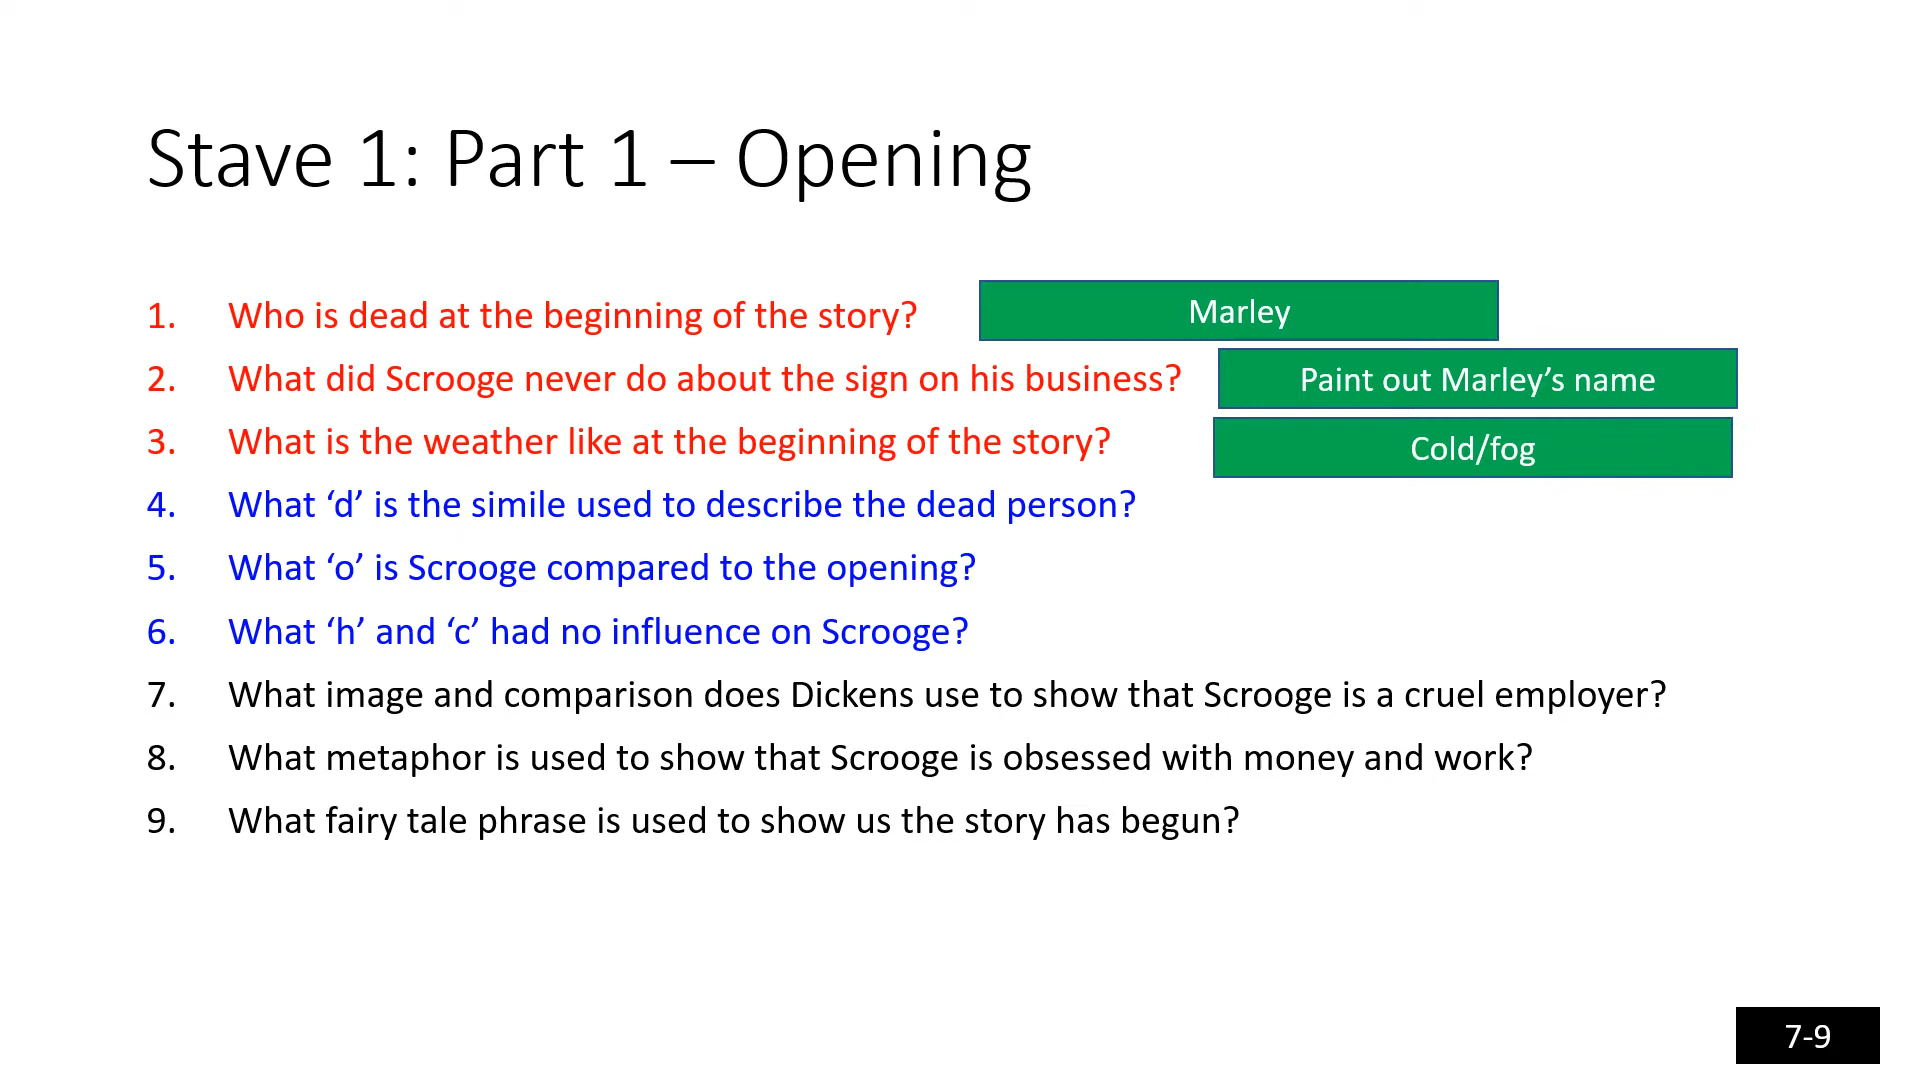 Stave 1: Part 1 – Opening
1. Who is dead at the beginning of the story? Marley
2. What did Scrooge never do about the sign on his business? Paint out Marley’s name
3. What is the weather like at the beginning of the story? Cold/fog
4. What ‘d’ is the simile used to describe the dead person?
5. What ‘o’ is Scrooge compared to the opening?
6. What ‘h’ and ‘c’ had no influence on Scrooge?
7. What image and comparison does Dickens use to show that Scrooge is a cruel employer?
8. What metaphor is used to show that Scrooge is obsessed with money and work?
9. What fairy tale phrase is used to show us the story has begun?
7-9